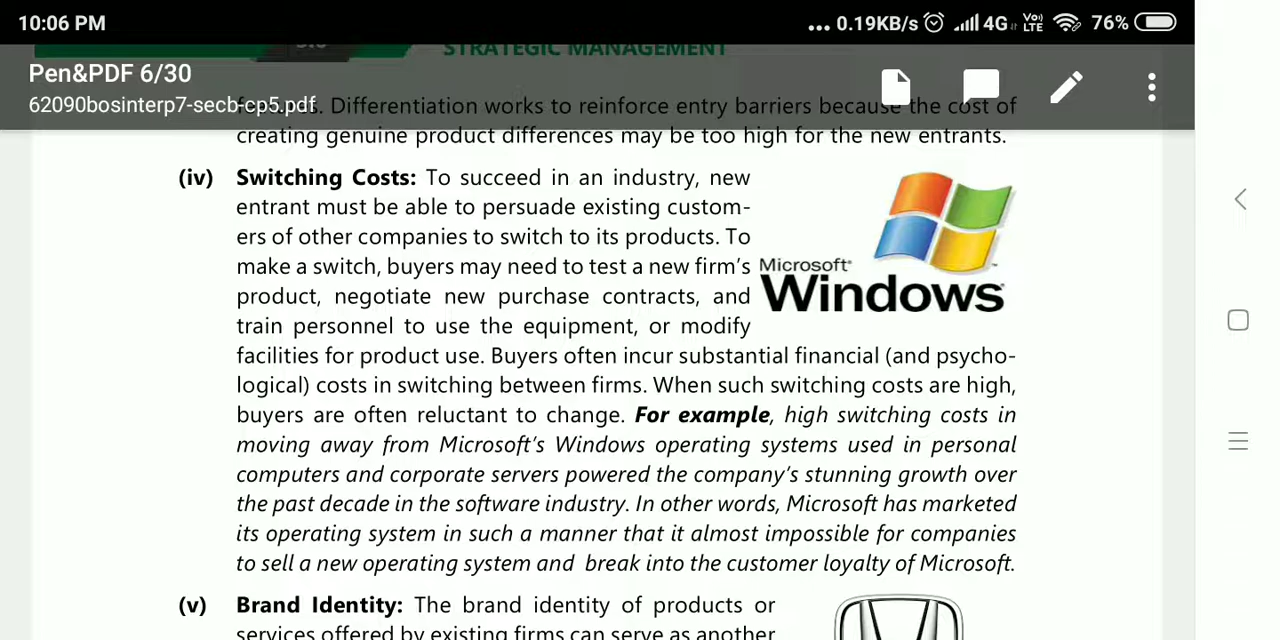 10:06 PM
... 0.19KB/s 4G Vo) LTE 76%
STRATEGIC MANAGEMENT
Pen&PDF 6/30
62090bosinterp7-secb-cp5.pdf
Differentiation works to reinforce entry barriers because the cost of
creating genuine product differences may be too high for the new entrants.
(iv) Switching Costs: To succeed in an industry, new
entrant must be able to persuade existing custom-
ers of other companies to switch to its products. To
make a switch, buyers may need to test a new firm's
product, negotiate new purchase contracts, and
train personnel to use the equipment, or modify
Microsoft
Windows
facilities for product use. Buyers often incur substantial financial (and psycho-
logical) costs in switching between firms. When such switching costs are high,
buyers are often reluctant to change. For example, high switching costs in
moving away from Microsoft's Windows operating systems used in personal
computers and corporate servers powered the company's stunning growth over
the past decade in the software industry. In other words, Microsoft has marketed
its operating system in such a manner that it almost impossible for companies
to sell a new operating system and break into the customer loyalty of Microsoft.
(v) Brand Identity: The brand identity of products or
services offered by existing firms can serve as another